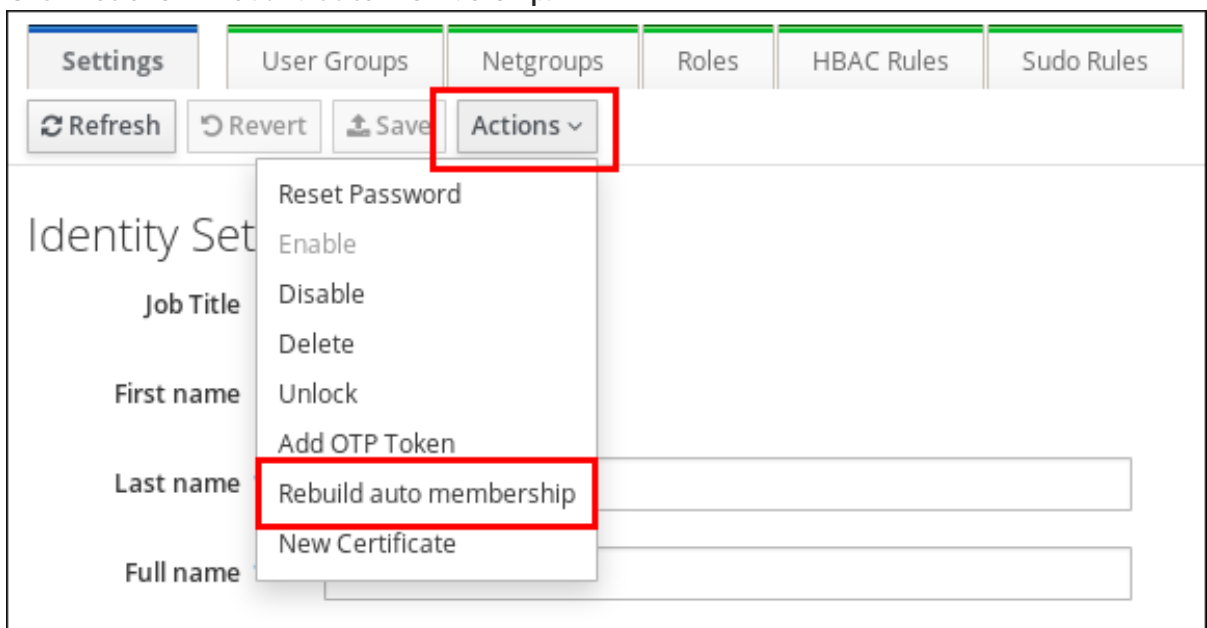 Settings User Groups Netgroups Roles HBAC Rules Sudo Rules
Refresh Revert Save Actions
Reset Password
Identity Set
Enable
Job Title
Disable
Delete
First name
Unlock
Add OTP Token
Last name
Rebuild auto membership
New Certificate
Full name